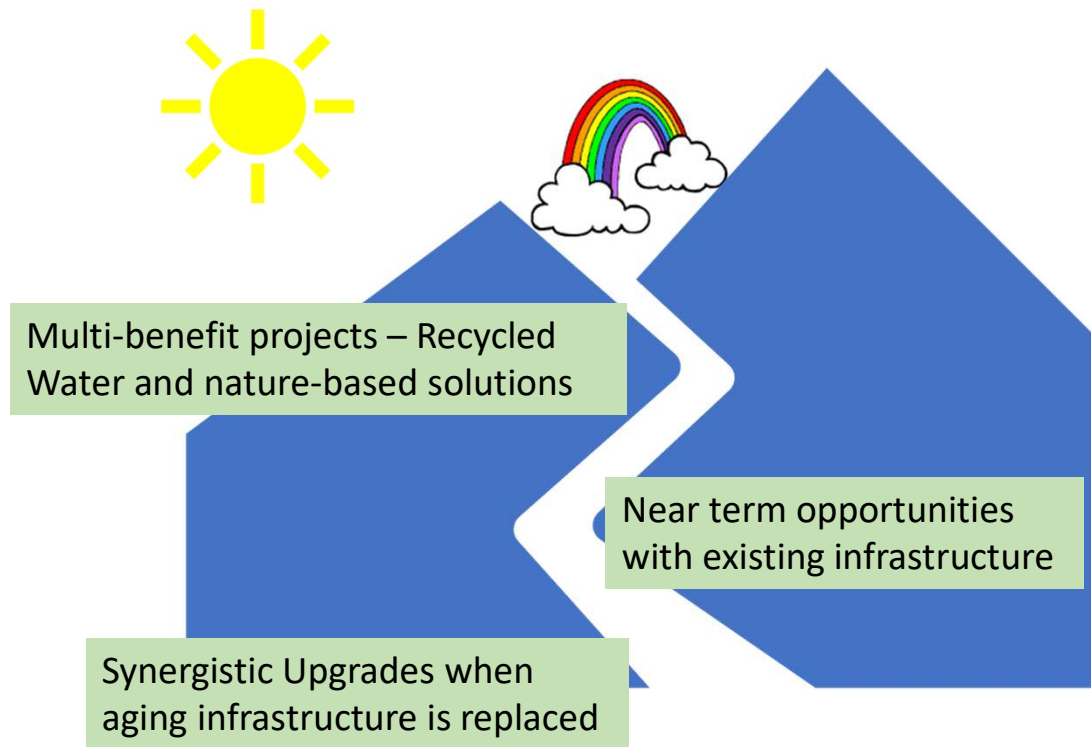 Multi-benefit projects – Recycled
Water and nature-based solutions
Near term opportunities
with existing infrastructure
Synergistic Upgrades when
aging infrastructure is replaced